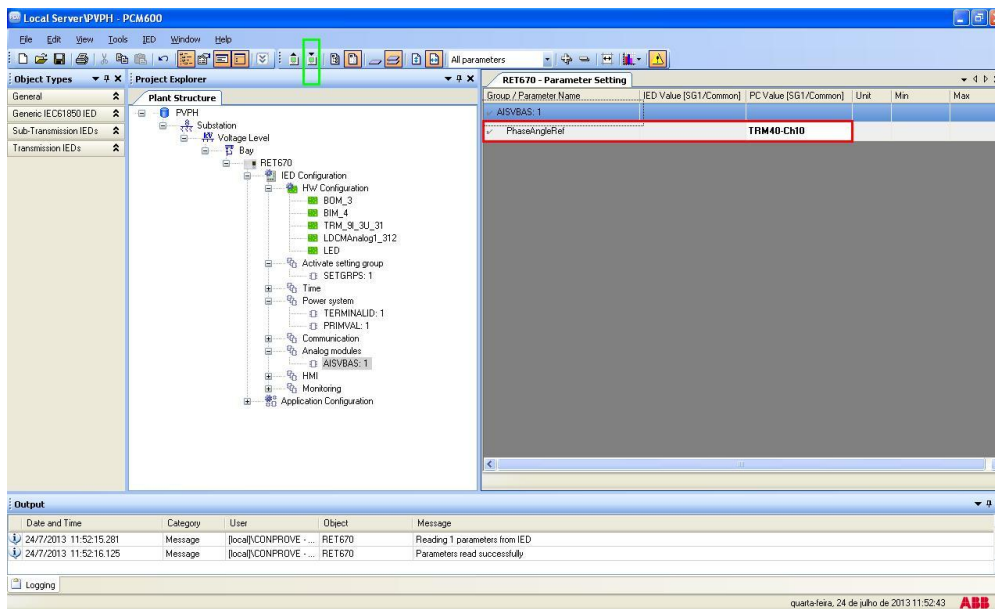 Local Server\PVPH - PCM600
File Edit View Tools IED Window Help
All parameters
Object Types
General
Generic IEC61850 IED
Sub-Transmission IEDs
Transmission IEDs
Project Explorer
Plant Structure
PVPH
Substation
Voltage Level
Bay
RET670
IED Configuration
HW Configuration
BOM_3
BIM_4
TRM_9I_3U_31
LDCMAnalog1_312
LED
Activate setting group
SETGRPS: 1
Time
Power system
TERMINALID: 1
PRIMVAL: 1
Communication
Analog modules
AISVBAS: 1
HMI
Monitoring
Application Configuration
RET670 - Parameter Setting
Group / Parameter Name IED Value [SG1/Common] PC Value [SG1/Common] Unit Min Max
AISVBAS: 1
PhaseAngleRef TRM40-Ch10
Output
Date and Time Category User Object Message
24/7/2013 11:52:15.281 Message [local]\CONPROVE - ... RET670 Reading 1 parameters from IED
24/7/2013 11:52:16.125 Message [local]\CONPROVE - ... RET670 Parameters read successfully
Logging
quarta-feira, 24 de julho de 2013 11:52:43 ABB